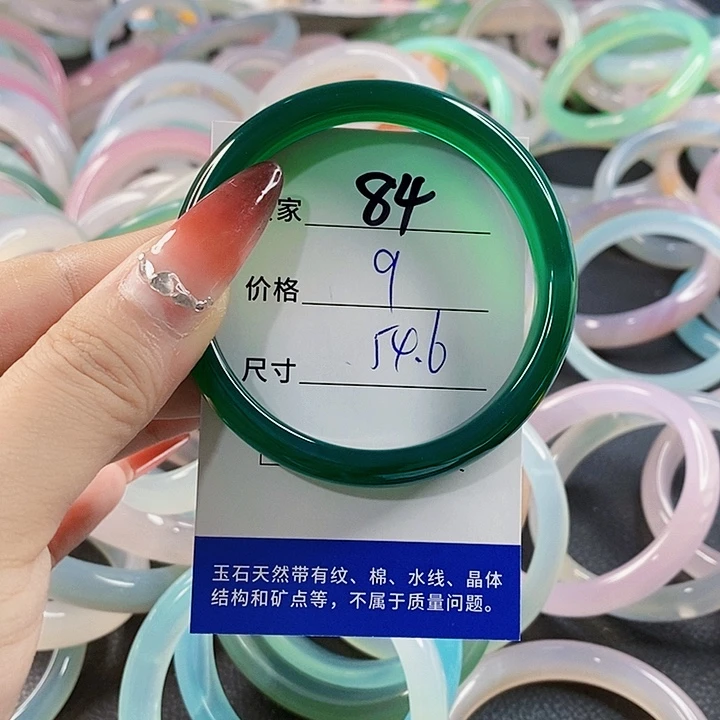 家 84
价格 9
尺寸 54.6
玉石天然带有纹、棉、水线、晶体
结构和矿点等，不属于质量问题。